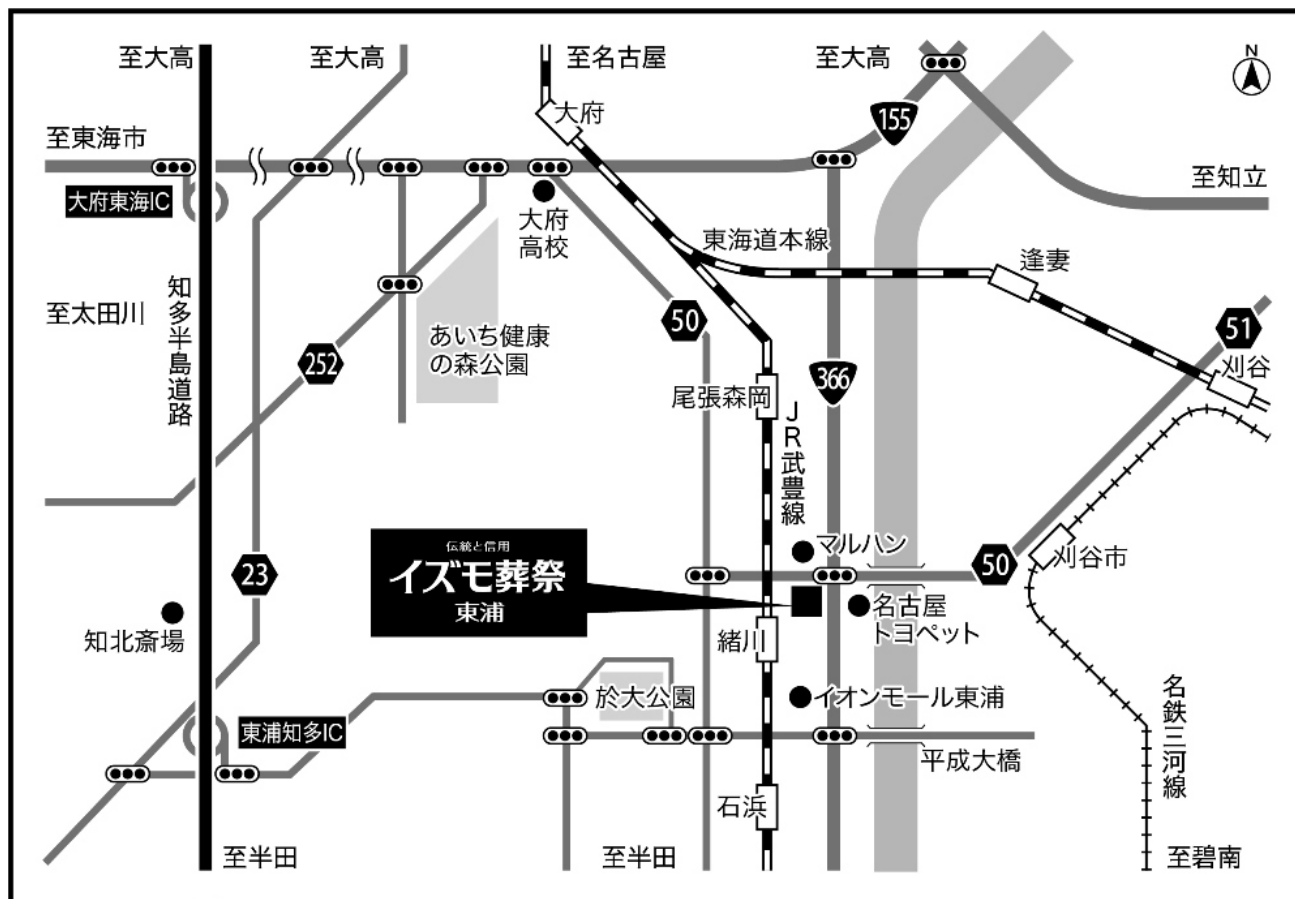 至大高
至大高
至名古屋
至大高
N
大府
155
至東海市
大府東海IC
大府
高校
至知立
東海道本線
逢妻
至太田川
知多半島道路
あいち健康
の森公園
50
51
252
366
刈谷
尾張森岡
JR武豊線
伝統と信用
イズモ葬祭
東浦
マルハン
50
刈谷市
23
知北斎場
緒川
名古屋
トヨペット
於大公園
イオンモール東浦
名鉄三河線
東浦知多IC
平成大橋
石浜
至半田
至半田
至碧南